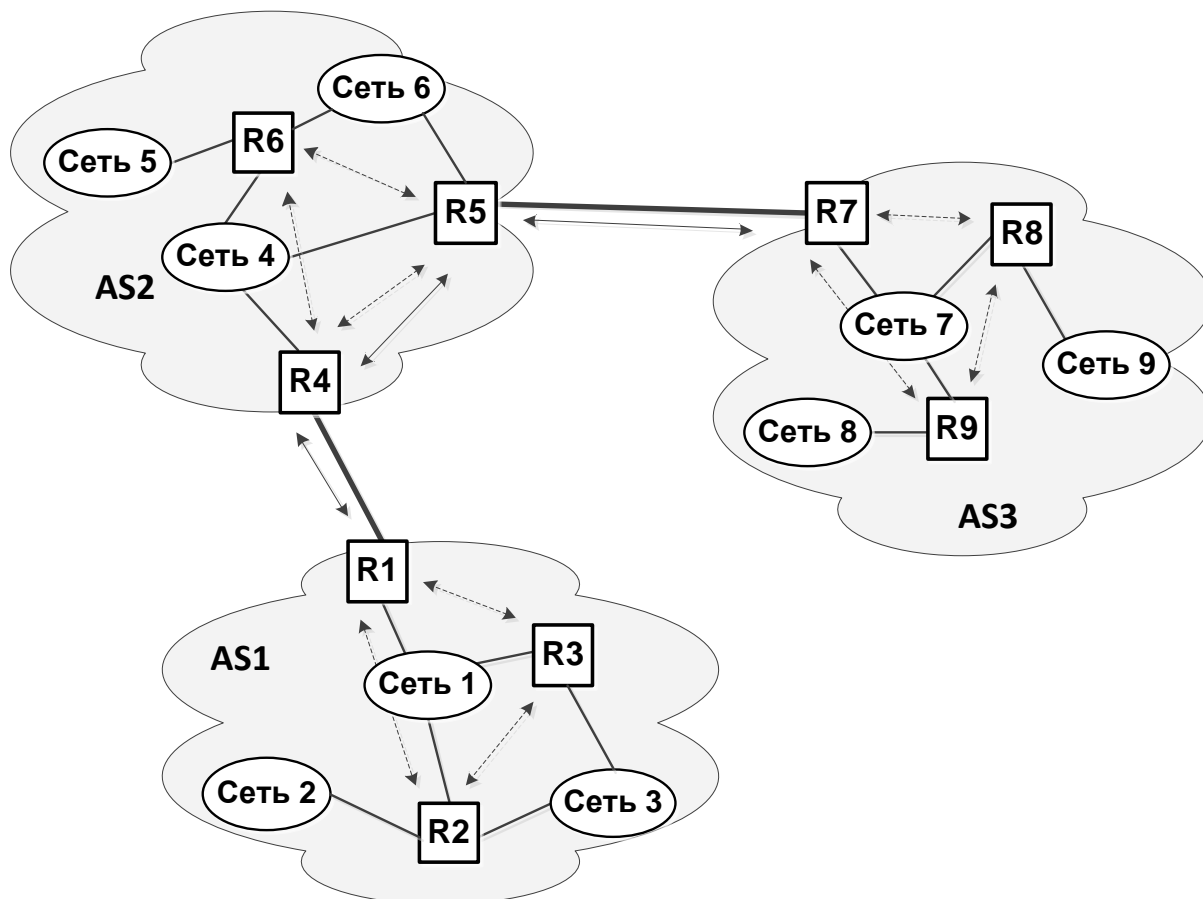 Сеть 6
R6
Сеть 5
R5
R7
R8
Сеть 4
AS2
Сеть 7
Сеть 9
R4
Сеть 8
R9
AS3
R1
R3
AS1
Сеть 1
Сеть 2
Сеть 3
R2